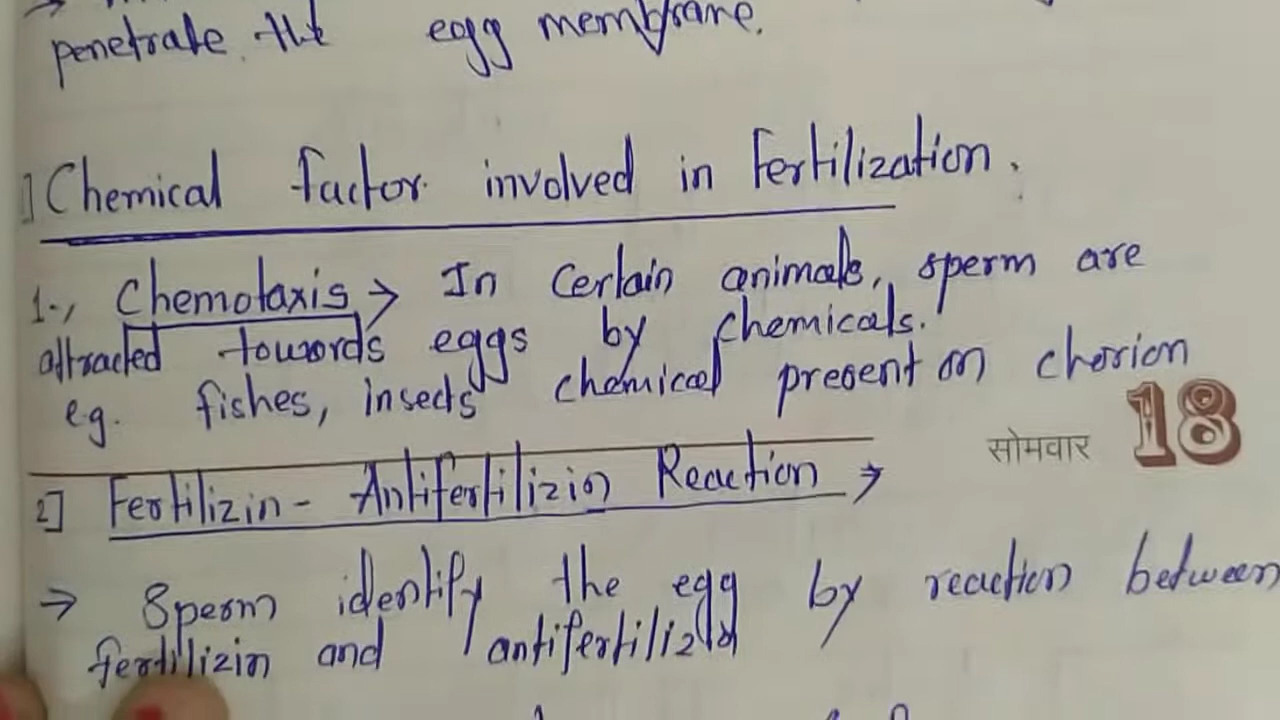 penetrate the egg membrane.
] Chemical factor involved in Fertilization.
1., Chemotaxis → In Certain animals, sperm are
attracted towards eggs by chemicals.
eg. fishes, insects chemical present on chorion
सोमवार 18
2] Fertilizin - Antifertilizin Reaction →
→ Sperm identify the egg by reaction between
fertilizin and antifertilizin